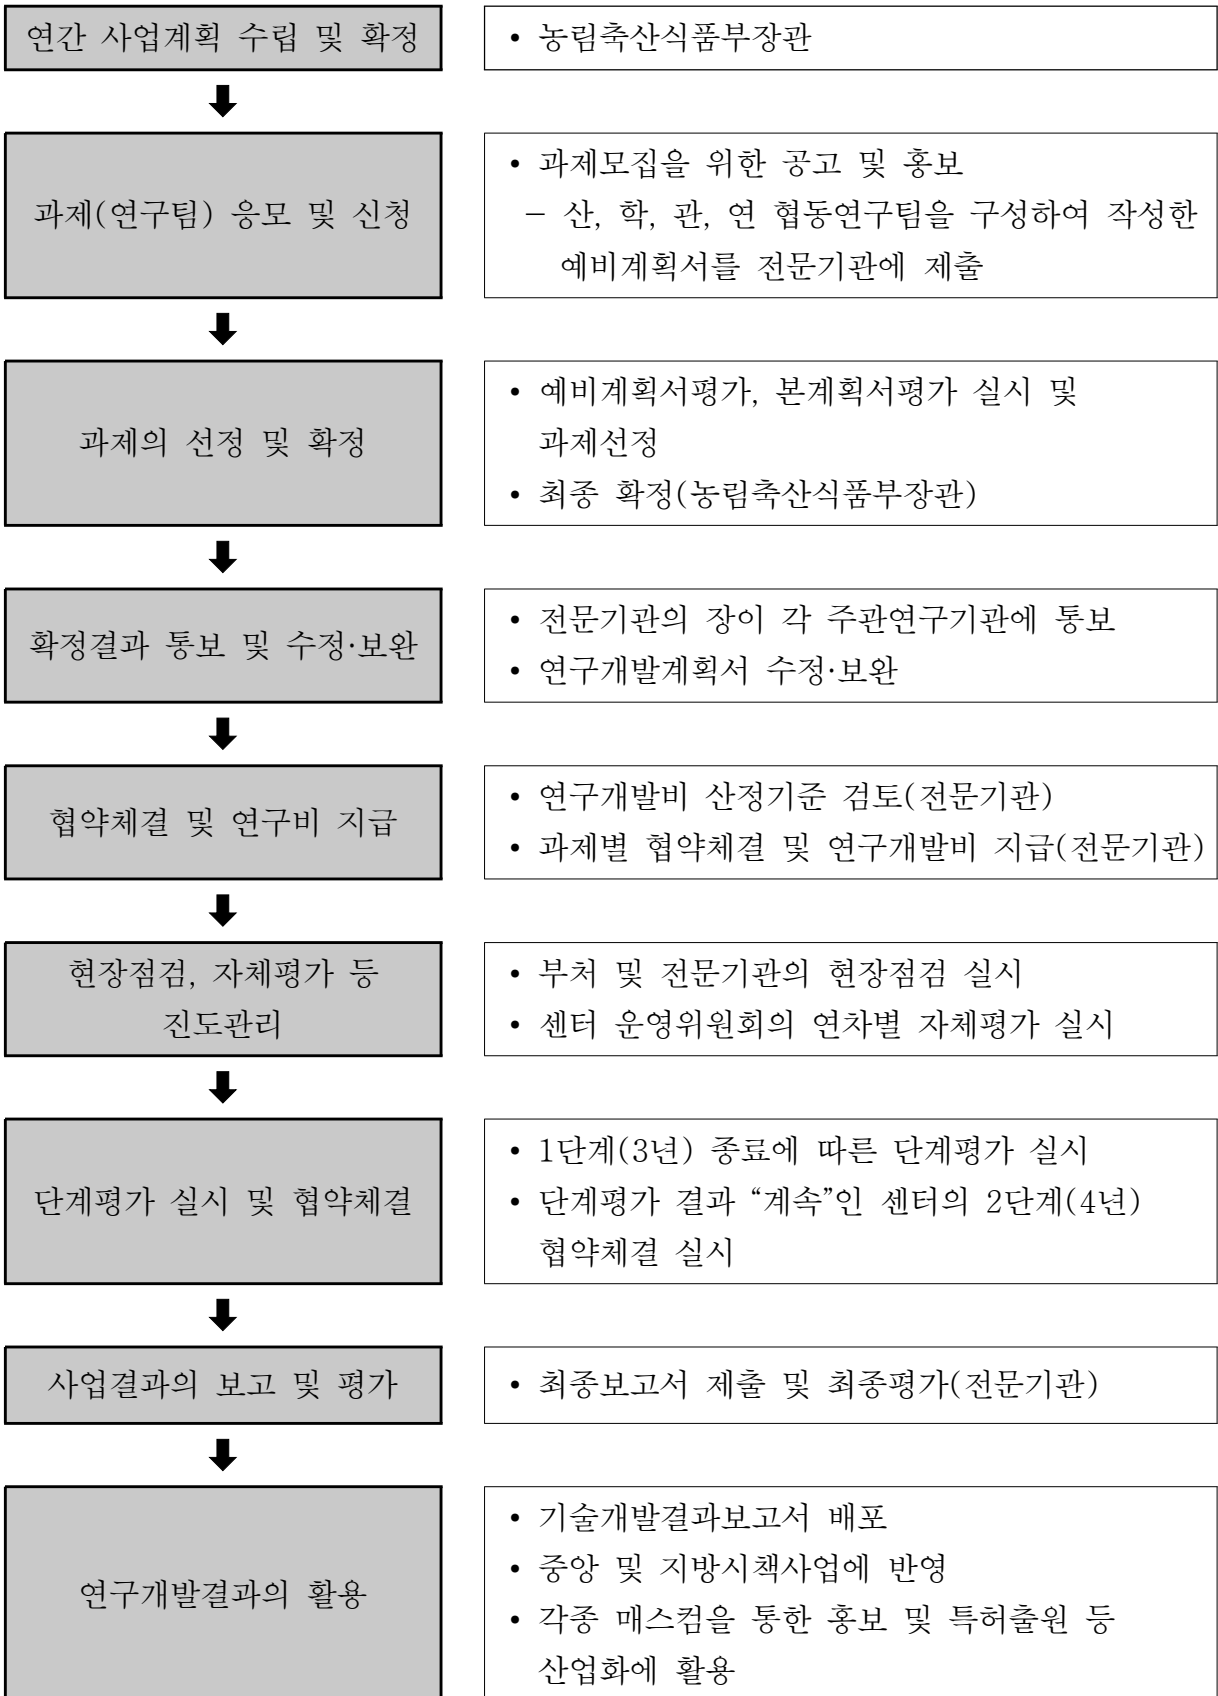 연간 사업계획 수립 및 확정
• 농림축산식품부장관
과제(연구팀) 응모 및 신청
• 과제모집을 위한 공고 및 홍보
- 산, 학, 관, 연 협동연구팀을 구성하여 작성한
예비계획서를 전문기관에 제출
과제의 선정 및 확정
• 예비계획서평가, 본계획서평가 실시 및
과제선정
• 최종 확정(농림축산식품부장관)
확정결과 통보 및 수정·보완
• 전문기관의 장이 각 주관연구기관에 통보
• 연구개발계획서 수정·보완
협약체결 및 연구비 지급
• 연구개발비 산정기준 검토(전문기관)
• 과제별 협약체결 및 연구개발비 지급(전문기관)
현장점검, 자체평가 등
진도관리
• 부처 및 전문기관의 현장점검 실시
• 센터 운영위원회의 연차별 자체평가 실시
단계평가 실시 및 협약체결
• 1단계(3년) 종료에 따른 단계평가 실시
• 단계평가 결과 “계속”인 센터의 2단계(4년)
협약체결 실시
사업결과의 보고 및 평가
• 최종보고서 제출 및 최종평가(전문기관)
연구개발결과의 활용
• 기술개발결과보고서 배포
• 중앙 및 지방시책사업에 반영
• 각종 매스컴을 통한 홍보 및 특허출원 등
산업화에 활용